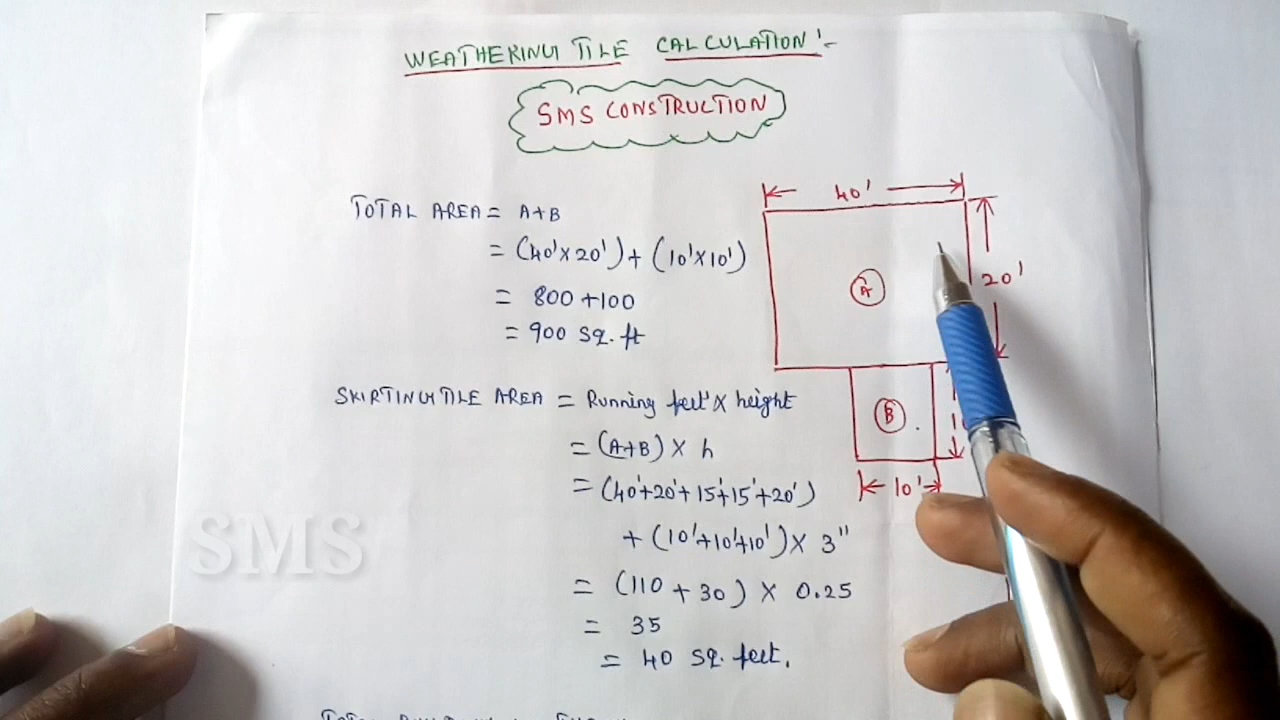 WEATHERING TILE CALCULATION:-
SMS CONSTRUCTION
TOTAL AREA = A+B
= (40'x20') + (10'x10')
= 800+100
= 900 sq.ft
SKIRTING TILE AREA = Running feet x height
= (A+B) x h
= (40'+20'+15'+15'+20')
+ (10'+10'+10') x 3"
= (110 + 30) x 0.25
= 35
= 40 sq. feet.
40'
20'
A
B
10'
SMS